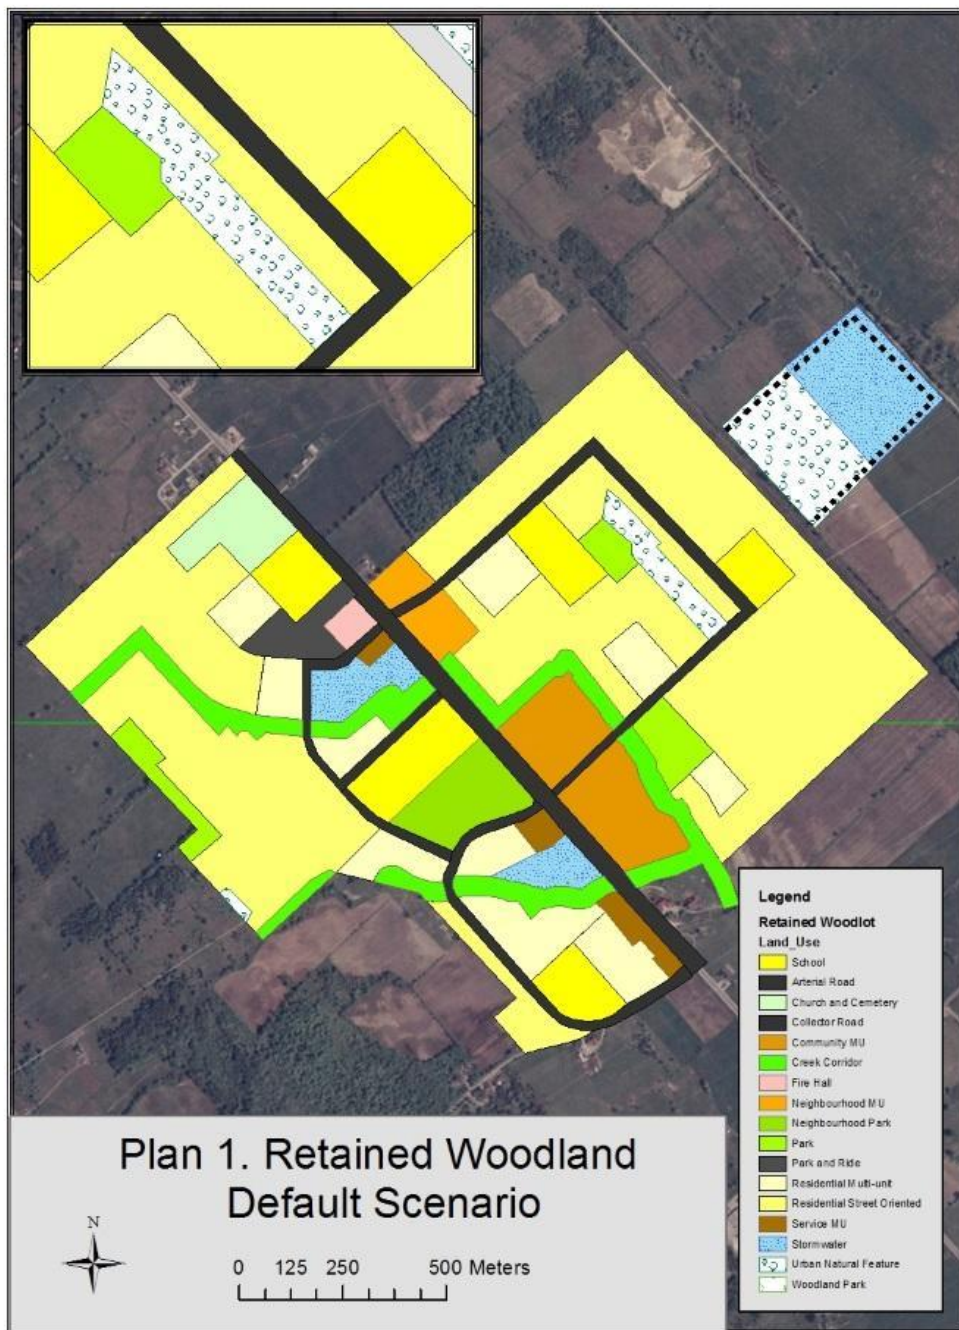 Legend
Retained Woodlot
Land_Use
School
Arterial Road
Church and Cemetery
Collector Road
Community MU
Creek Corridor
Fire Hall
Neighbourhood MU
Neighbourhood Park
Park
Park and Ride
Residential Multi-unit
Residential Street Oriented
Service MU
Stormwater
Urban Natural Feature
Woodland Park
Plan 1. Retained Woodland
Default Scenario
N
0 125 250 500 Meters